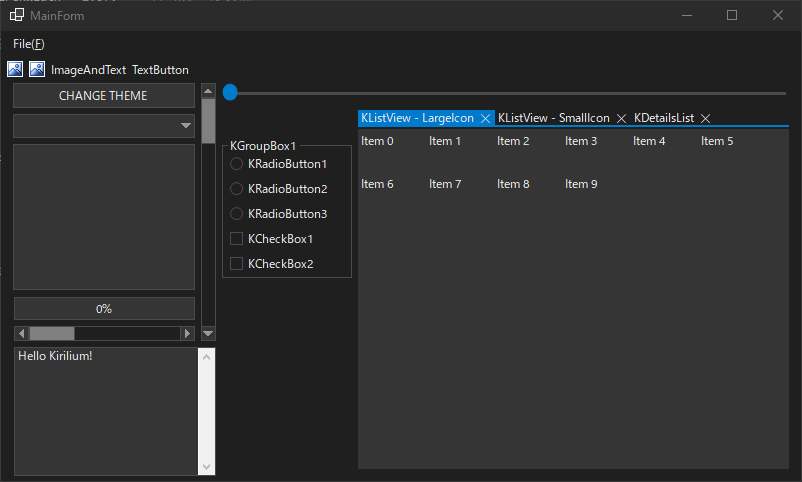 MainForm
File(F)
ImageAndText TextButton
CHANGE THEME
0%
Hello Kirilium!
KGroupBox1
KRadioButton1
KRadioButton2
KRadioButton3
KCheckBox1
KCheckBox2
KListView - LargeIcon KListView - SmallIcon KDetailsList
Item 0 Item 1 Item 2 Item 3 Item 4 Item 5
Item 6 Item 7 Item 8 Item 9